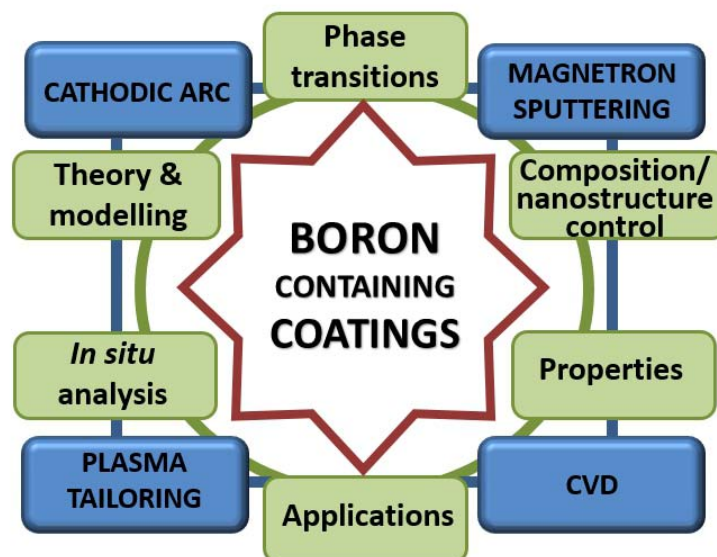 Phase
transitions
CATHODIC ARC
MAGNETRON
SPUTTERING
Theory &
modelling
Composition/
nanostructure
control
BORON
CONTAINING
COATINGS
In situ
analysis
Properties
PLASMA
TAILORING
Applications
CVD